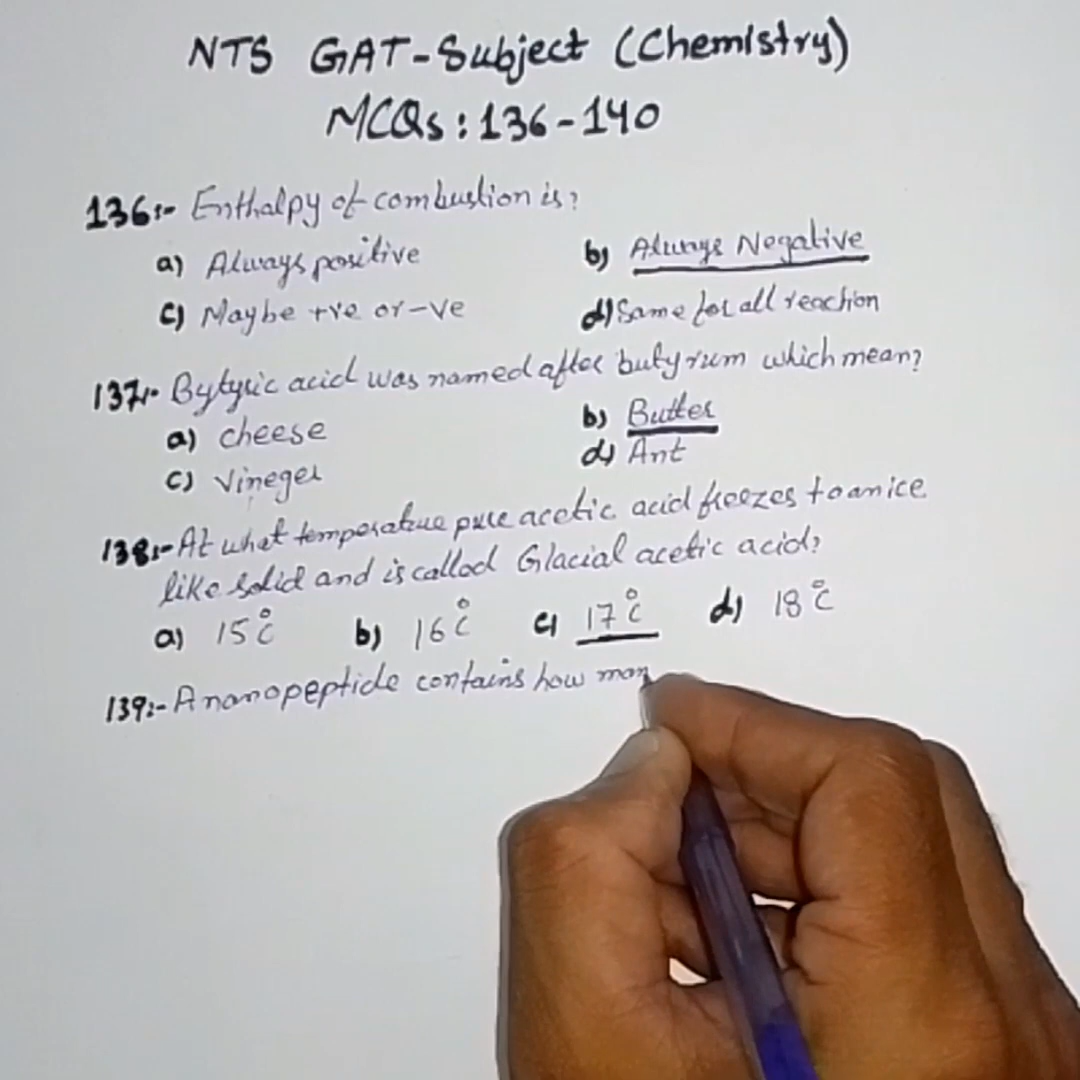 NTS GAT-Subject (Chemistry)
MCQs: 136-140
136:- Enthalpy of combustion is?
a) Always positive b) Always Negative
c) Maybe +ve or -ve d) Same for all reaction
137:- Bytyric acid was named after butyrum which mean?
a) cheese b) Butter
c) Vineger d) Ant
138:- At what temperature pure acetic acid freezes to an ice
like solid and is called Glacial acetic acid?
a) 15°C b) 16°C c) 17°C d) 18°C
139:- A nanopeptide contains how man